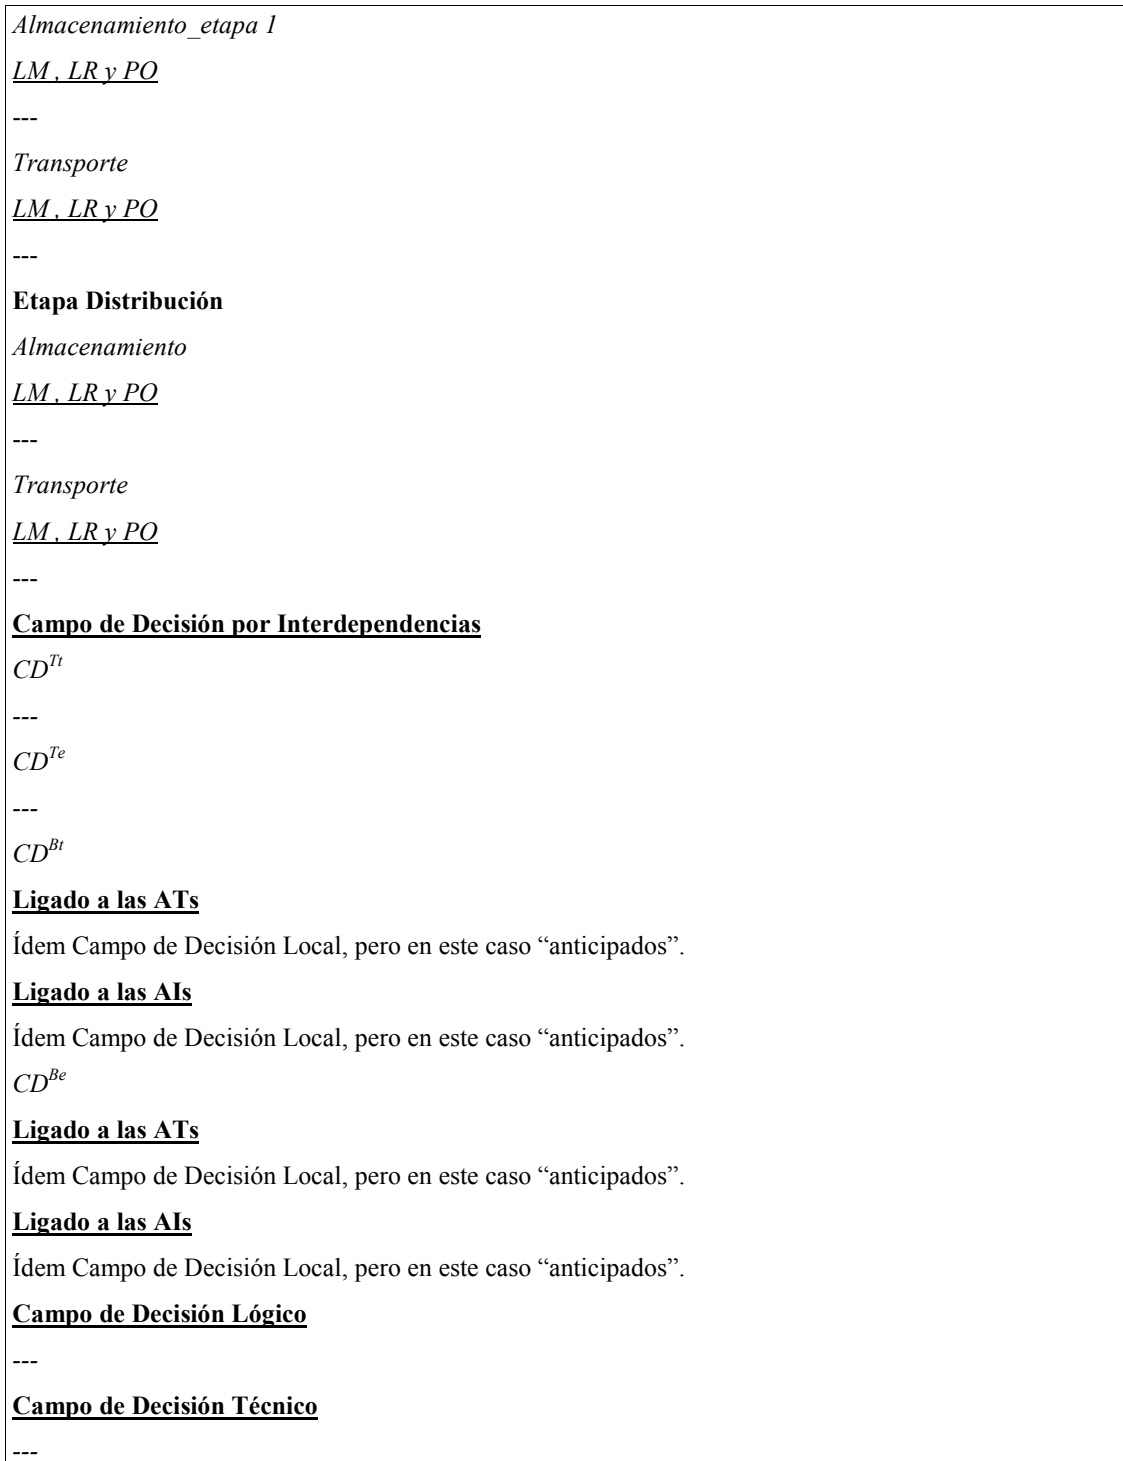 Almacenamiento_etapa 1
LM , LR y PO
---
Transporte
LM , LR y PO
---
Etapa Distribución
Almacenamiento
LM , LR y PO
---
Transporte
LM , LR y PO
---
Campo de Decisión por Interdependencias
CD^Tt
---
CD^Te
---
CD^Bt
Ligado a las ATs
Ídem Campo de Decisión Local, pero en este caso “anticipados”.
Ligado a las AIs
Ídem Campo de Decisión Local, pero en este caso “anticipados”.
CD^Be
Ligado a las ATs
Ídem Campo de Decisión Local, pero en este caso “anticipados”.
Ligado a las AIs
Ídem Campo de Decisión Local, pero en este caso “anticipados”.
Campo de Decisión Lógico
---
Campo de Decisión Técnico
---